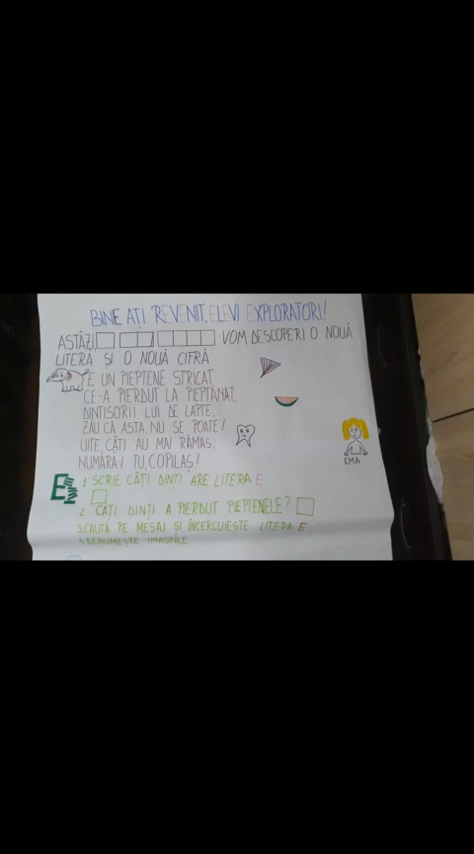 BINE AȚI REVENIT, ELEVI EXPLORATORI!
ASTĂZI VOM DESCOPERI O NOUĂ
LITERĂ ȘI O NOUĂ CIFRĂ
E UN PIEPTENE STRICAT,
CE-A PIERDUT LA PIEPTĂNAT,
DINȚIȘORII LUI DE LAPTE,
ZĂU CĂ ASTA, NU SE POATE!
UITE, CÂȚI AU MAI RĂMAS,
NUMĂRĂ-I TU, COPILAȘ!
EMA
E
1. SCRIE CÂȚI DINȚI ARE LITERA E.
2. CÂȚI DINȚI A PIERDUT PIEPTENELE?
3. CAUTĂ PE MESAJ ȘI ÎNCERCUIEȘTE LITERA E.
4. DENUMEȘTE IMAGINILE